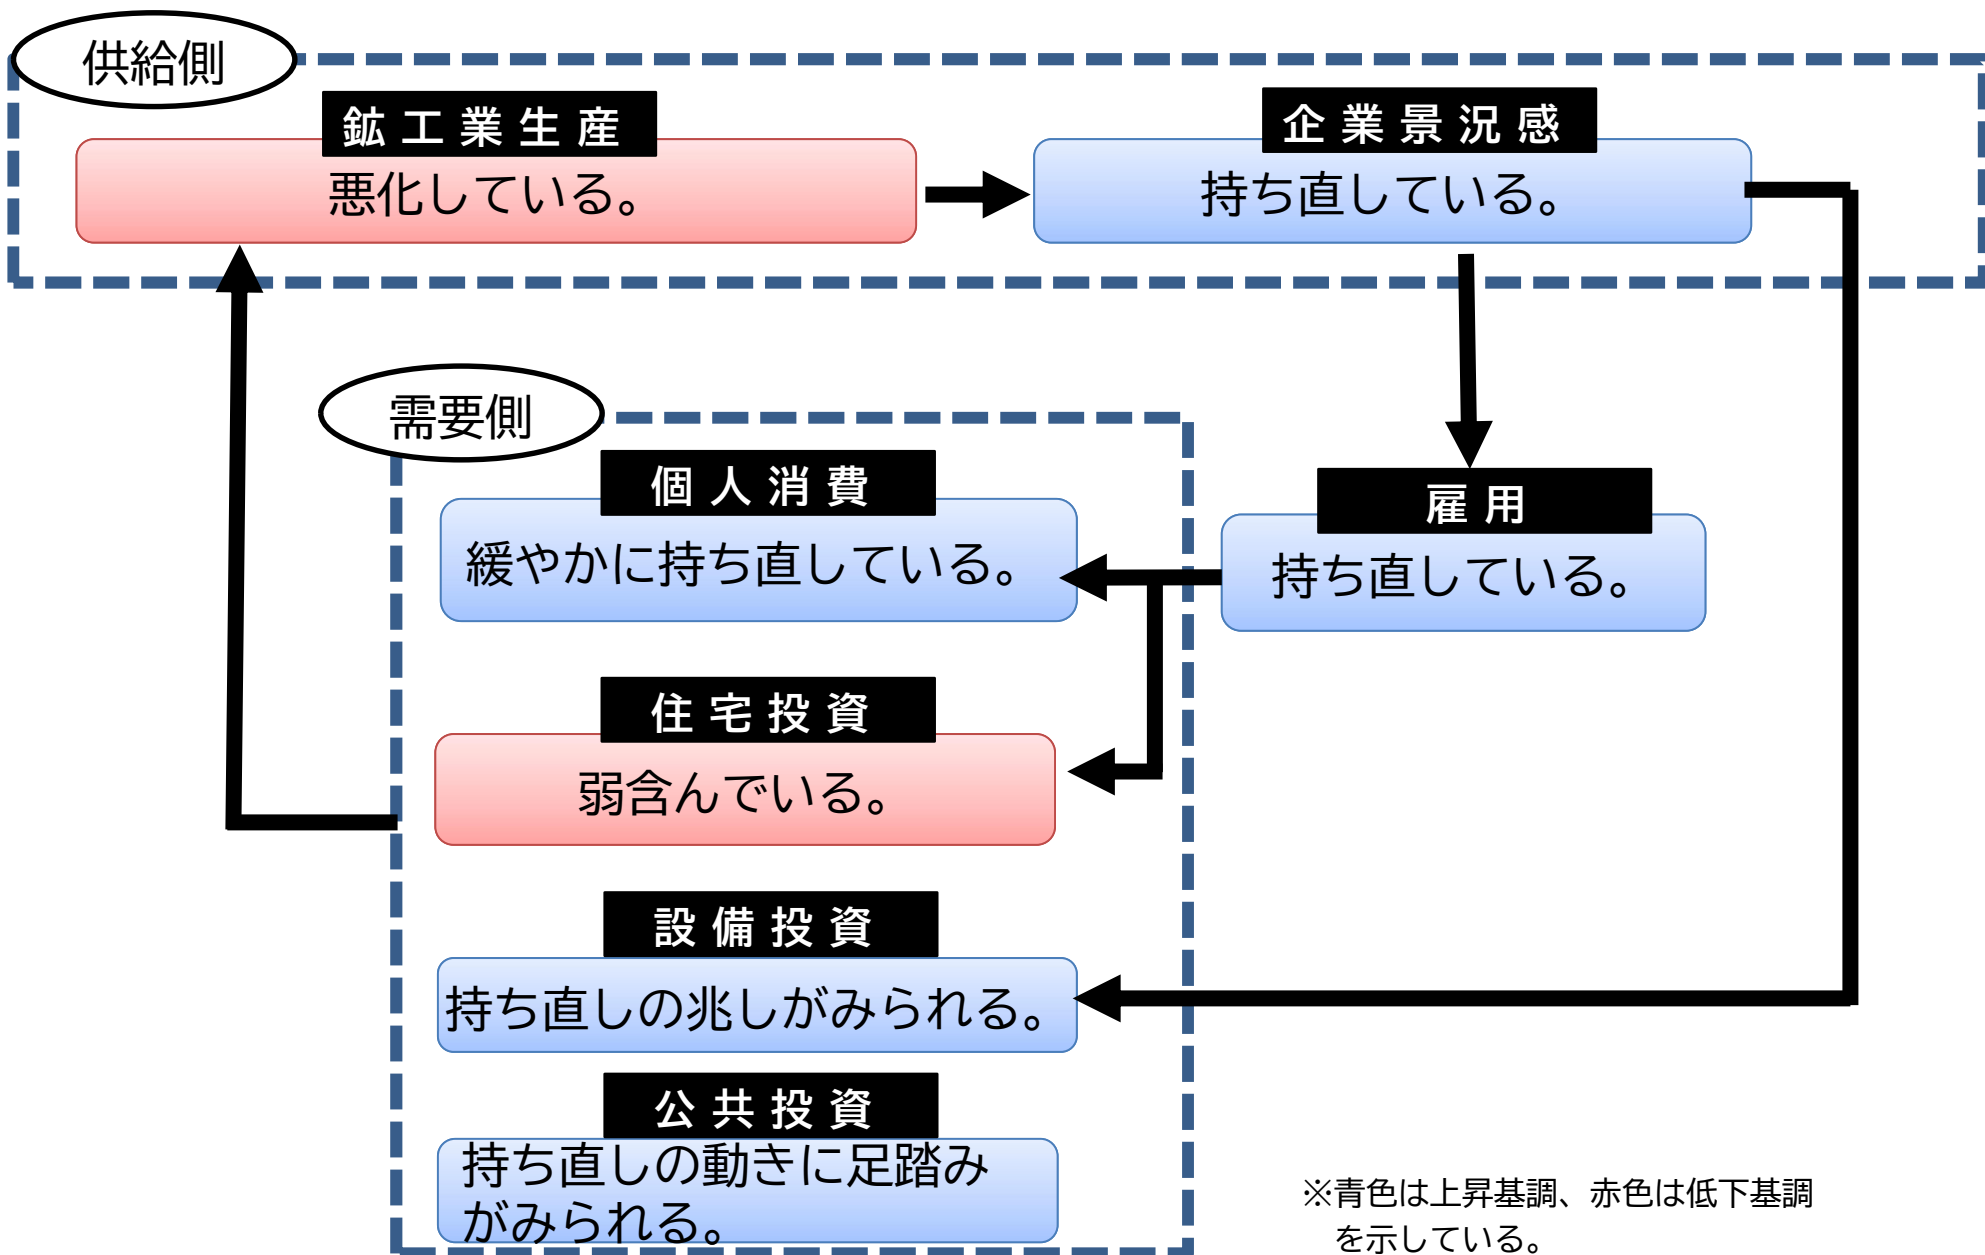 供給側
鉱工業生産
悪化している。
企業景況感
持ち直している。
需要側
個人消費
緩やかに持ち直している。
雇用
持ち直している。
住宅投資
弱含んでいる。
設備投資
持ち直しの兆しがみられる。
公共投資
持ち直しの動きに足踏み
がみられる。
※青色は上昇基調、赤色は低下基調
を示している。